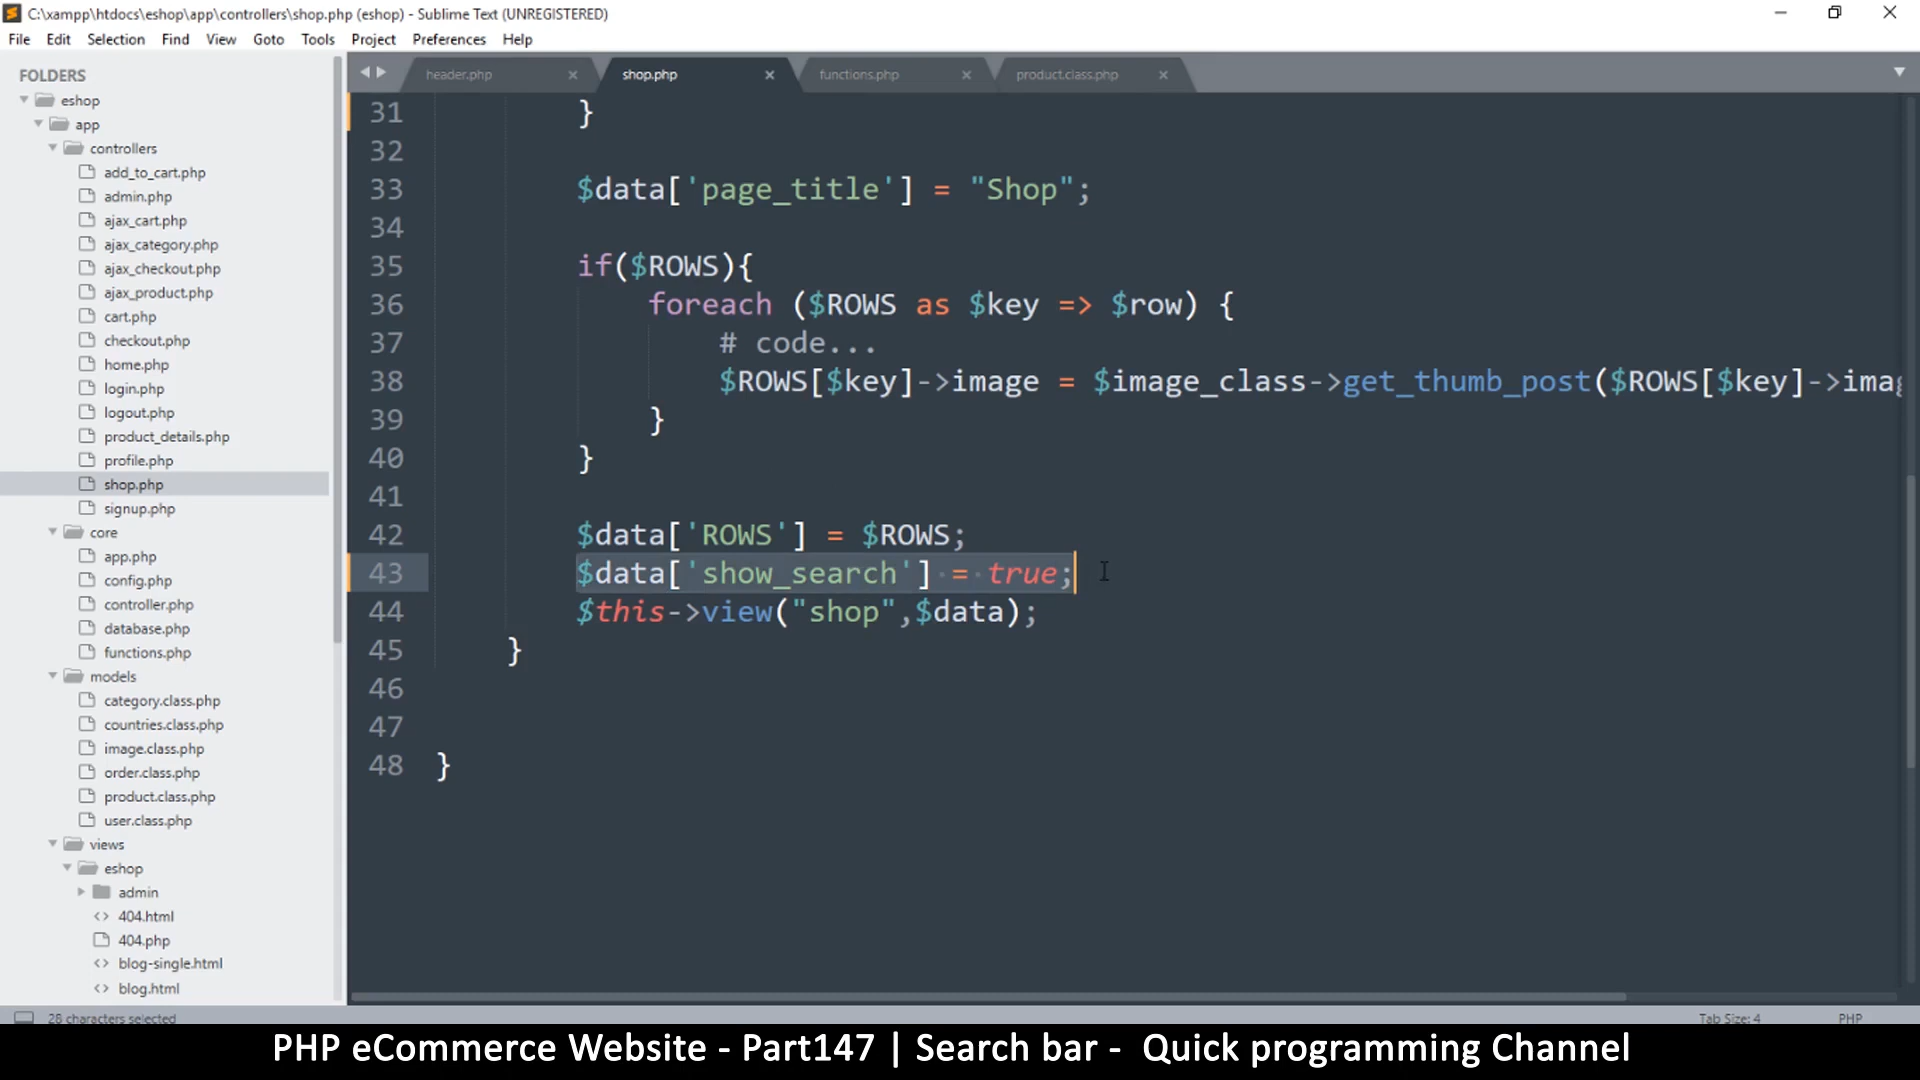 C:\xampp\htdocs\eshop\app\controllers\shop.php (eshop) - Sublime Text (UNREGISTERED)
File Edit Selection Find View Goto Tools Project Preferences Help
FOLDERS
eshop
app
controllers
add_to_cart.php
admin.php
ajax_cart.php
ajax_category.php
ajax_checkout.php
ajax_product.php
cart.php
checkout.php
home.php
login.php
logout.php
product_details.php
profile.php
shop.php
signup.php
core
app.php
config.php
controller.php
database.php
functions.php
models
category.class.php
countries.class.php
image.class.php
order.class.php
product.class.php
user.class.php
views
eshop
admin
404.html
404.php
blog-single.html
blog.html
header.php shop.php functions.php product.class.php
31 }
32
33 $data['page_title'] = "Shop";
34
35 if($ROWS){
36 foreach ($ROWS as $key => $row) {
37 # code...
38 $ROWS[$key]->image = $image_class->get_thumb_post($ROWS[$key]->imag
39 }
40 }
41
42 $data['ROWS'] = $ROWS;
43 $data['show_search'] = true;
44 $this->view("shop",$data);
45 }
46
47
48 }
28 characters selected Tab Size: 4 PHP
PHP eCommerce Website - Part147 | Search bar - Quick programming Channel